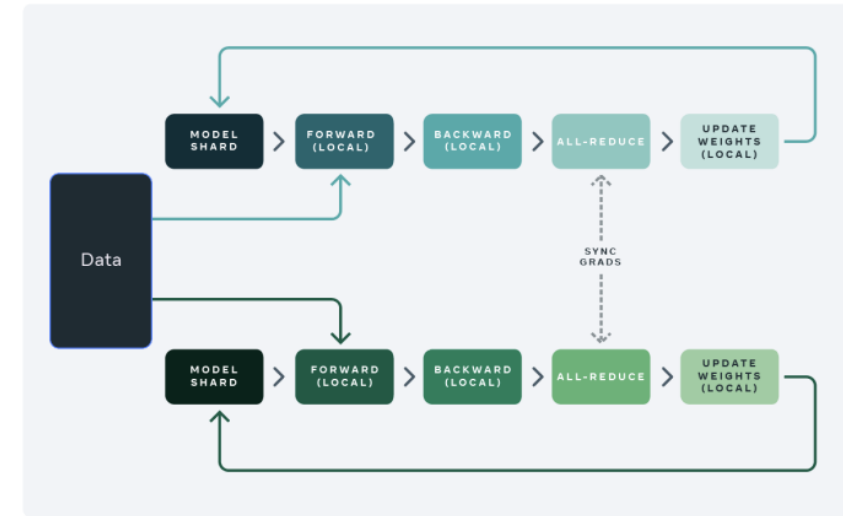 MODEL
SHARD
FORWARD
(LOCAL)
BACKWARD
(LOCAL)
ALL-REDUCE
UPDATE
WEIGHTS
(LOCAL)
Data
SYNC
GRADS
MODEL
SHARD
FORWARD
(LOCAL)
BACKWARD
(LOCAL)
ALL-REDUCE
UPDATE
WEIGHTS
(LOCAL)